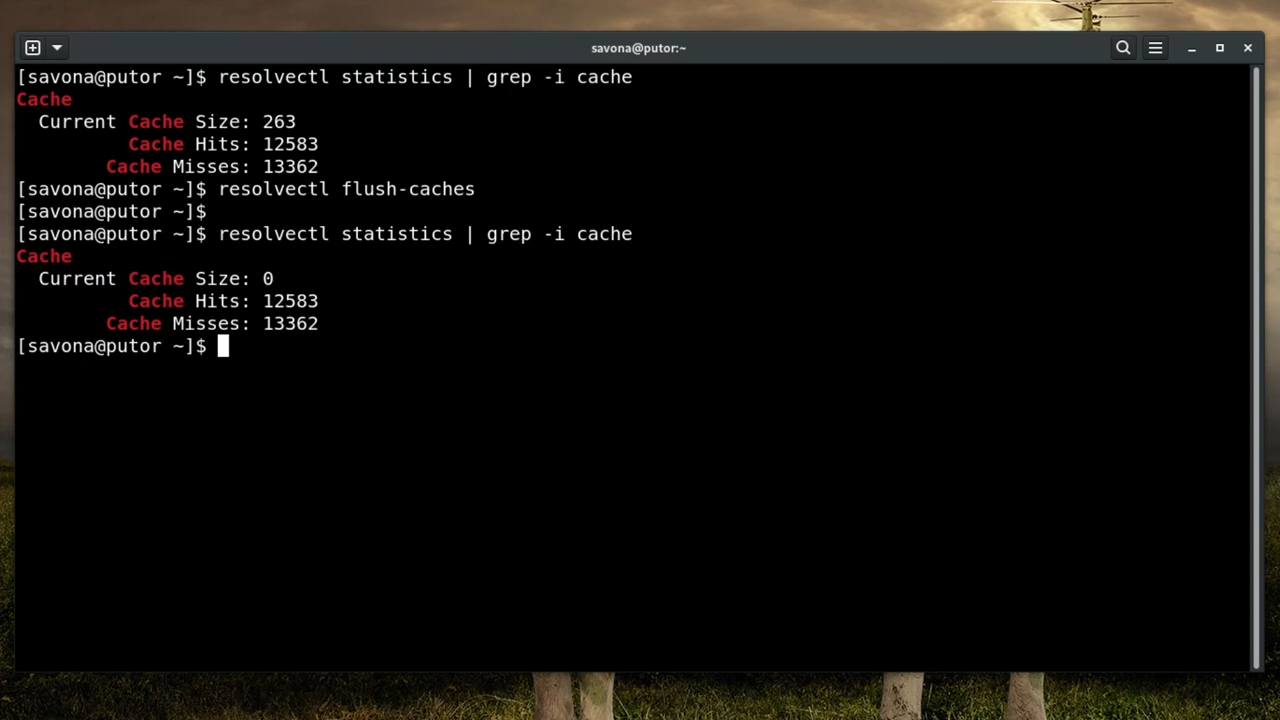 savona@putor:~
[savona@putor ~]$ resolvectl statistics | grep -i cache
Cache
Current Cache Size: 263
Cache Hits: 12583
Cache Misses: 13362
[savona@putor ~]$ resolvectl flush-caches
[savona@putor ~]$
[savona@putor ~]$ resolvectl statistics | grep -i cache
Cache
Current Cache Size: 0
Cache Hits: 12583
Cache Misses: 13362
[savona@putor ~]$